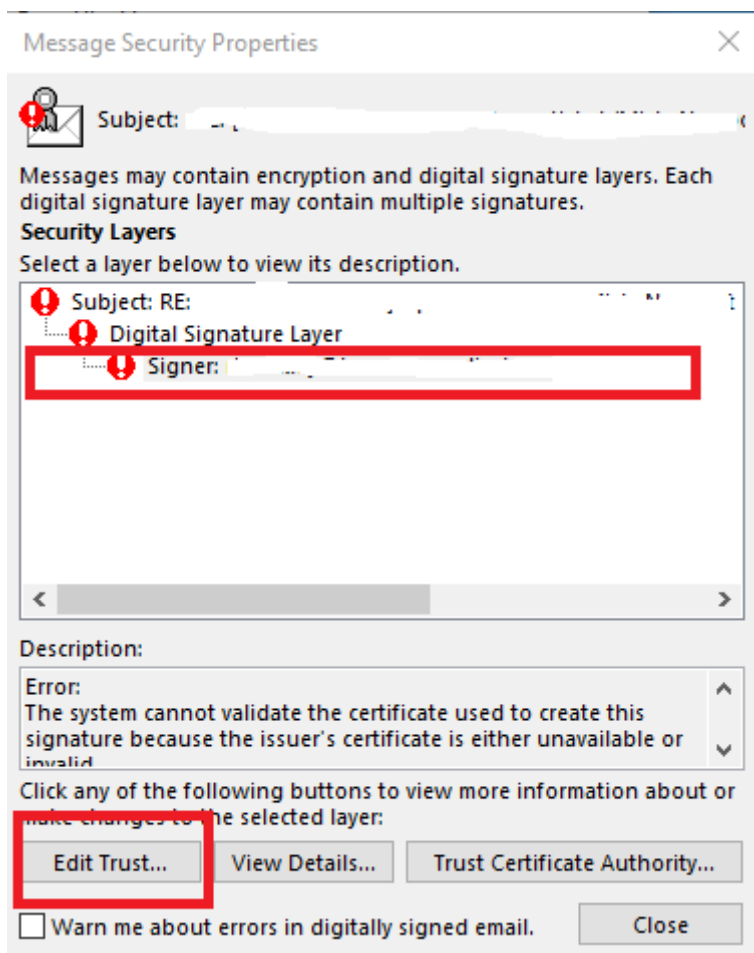 Message Security Properties
Subject:
Messages may contain encryption and digital signature layers. Each
digital signature layer may contain multiple signatures.
Security Layers
Select a layer below to view its description.
Subject: RE:
Digital Signature Layer
Signer:
Description:
Error:
The system cannot validate the certificate used to create this
signature because the issuer's certificate is either unavailable or
invalid
Click any of the following buttons to view more information about or
make changes to the selected layer:
Edit Trust... View Details... Trust Certificate Authority...
Warn me about errors in digitally signed email. Close